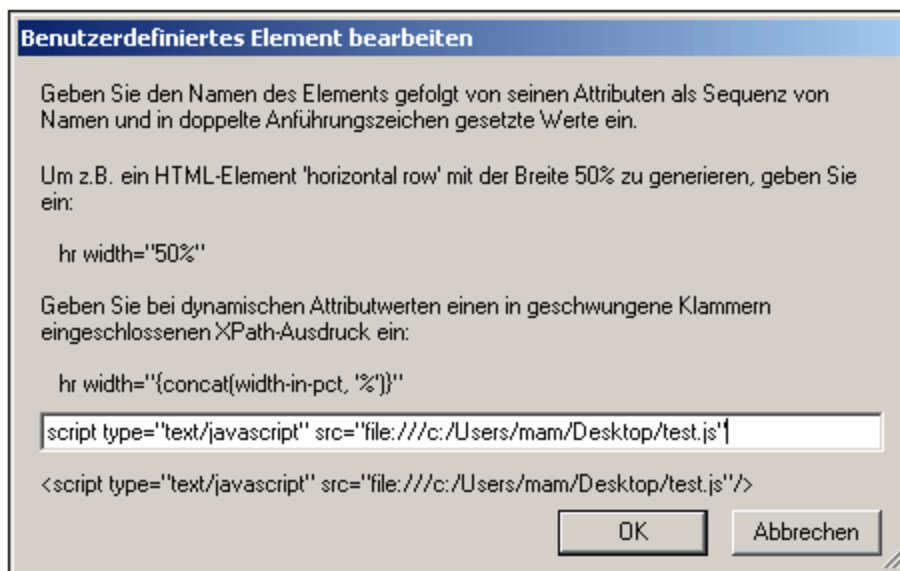 Benutzerdefiniertes Element bearbeiten
Geben Sie den Namen des Elements gefolgt von seinen Attributen als Sequenz von
Namen und in doppelte Anführungszeichen gesetzte Werte ein.
Um z.B. ein HTML-Element 'horizontal row' mit der Breite 50% zu generieren, geben Sie
ein:
hr width="50%"
Geben Sie bei dynamischen Attributwerten einen in geschwungene Klammern
eingeschlossenen XPath-Ausdruck ein:
hr width="{concat(width-in-pct, '%')}"
script type="text/javascript" src="file:///c:/Users/mam/Desktop/test.js"
<script type="text/javascript" src="file:///c:/Users/mam/Desktop/test.js"/>
OK Abbrechen